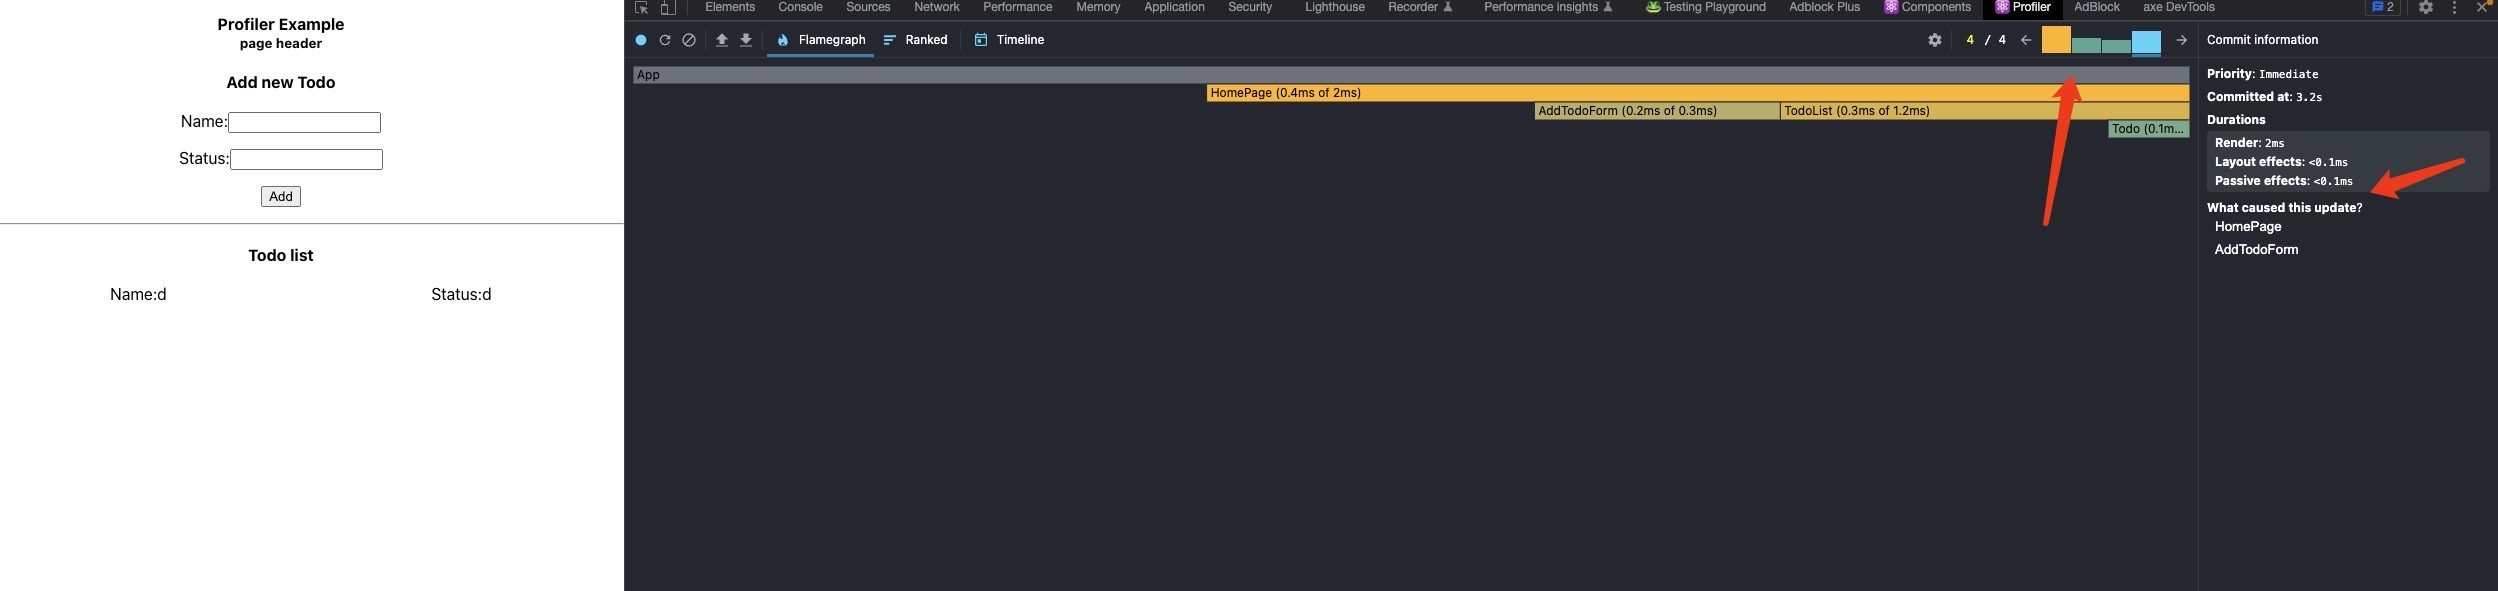 Profiler Example
page header
Add new Todo
Name:
Status:
Add
Todo list
Name:d Status:d
Elements Console Sources Network Performance Memory Application Security Lighthouse Recorder Performance insights Testing Playground Adblock Plus Components Profiler AdBlock axe DevTools 2
Flamegraph Ranked Timeline 4 / 4
App
HomePage (0.4ms of 2ms)
AddTodoForm (0.2ms of 0.3ms) TodoList (0.3ms of 1.2ms)
Todo (0.1m...
Commit information
Priority: Immediate
Committed at: 3.2s
Durations
Render: 2ms
Layout effects: <0.1ms
Passive effects: <0.1ms
What caused this update?
HomePage
AddTodoForm